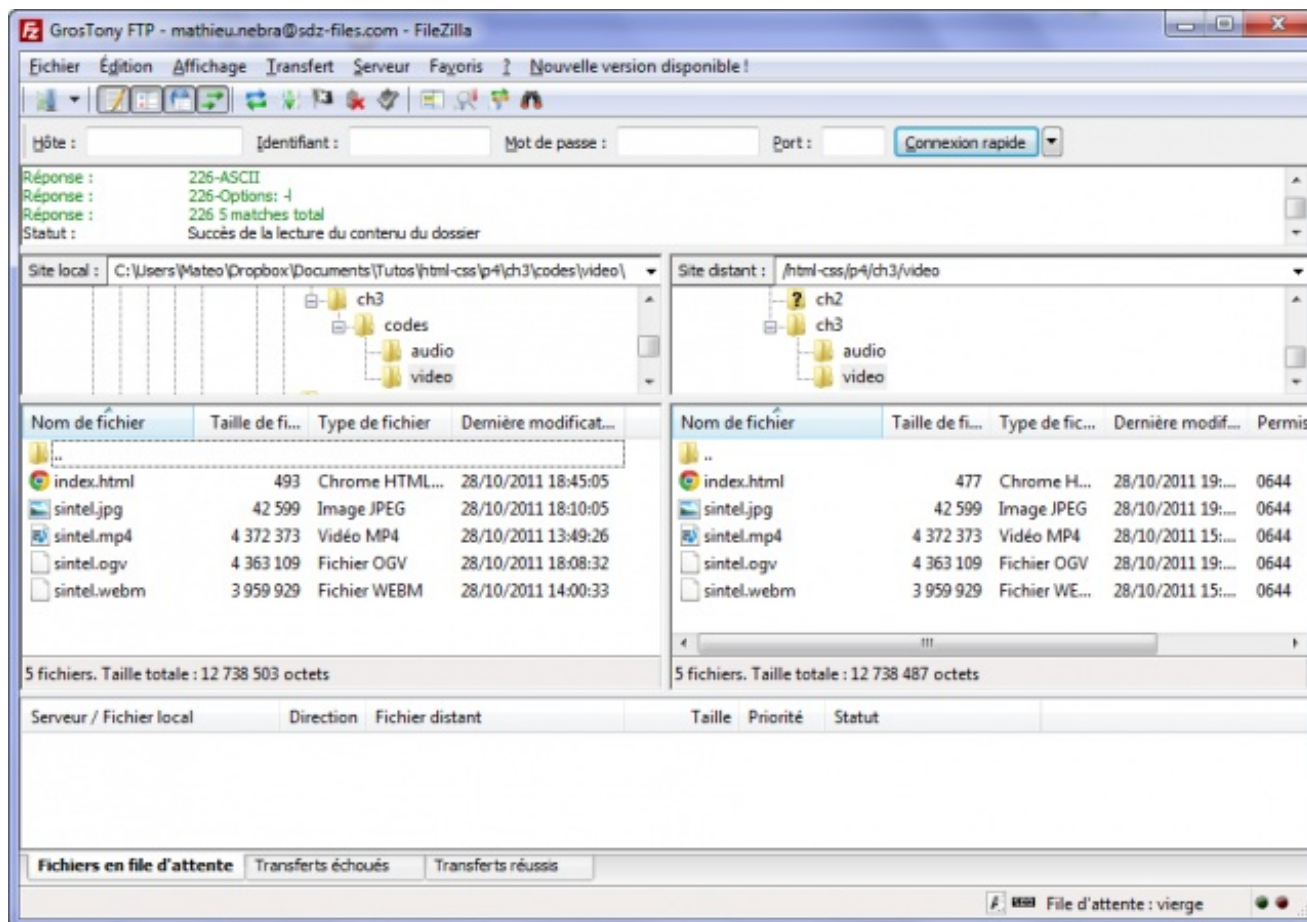 GrosTony FTP - mathieu.nebra@sdz-files.com - FileZilla
Fichier Édition Affichage Transfert Serveur Favoris ? Nouvelle version disponible !
Hôte : Identifiant : Mot de passe : Port : Connexion rapide
Réponse : 226-ASCII
Réponse : 226-Options: -l
Réponse : 226 5 matches total
Statut : Succès de la lecture du contenu du dossier
Site local : C:\Users\Mateo\Dropbox\Documents\Tutos\html-css\p4\ch3\codes\video\ Site distant : /html-css/p4/ch3/video
ch3 ? ch2
codes ch3
audio audio
video video
Nom de fichier Taille de fi... Type de fichier Dernière modificat... Nom de fichier Taille de fi... Type de fic... Dernière modif... Permis
.. ..
index.html 493 Chrome HTML... 28/10/2011 18:45:05 index.html 477 Chrome H... 28/10/2011 19:... 0644
sintel.jpg 42 599 Image JPEG 28/10/2011 18:10:05 sintel.jpg 42 599 Image JPEG 28/10/2011 19:... 0644
sintel.mp4 4 372 373 Vidéo MP4 28/10/2011 13:49:26 sintel.mp4 4 372 373 Vidéo MP4 28/10/2011 15:... 0644
sintel.ogv 4 363 109 Fichier OGV 28/10/2011 18:08:32 sintel.ogv 4 363 109 Fichier OGV 28/10/2011 19:... 0644
sintel.webm 3 959 929 Fichier WEBM 28/10/2011 14:00:33 sintel.webm 3 959 929 Fichier WE... 28/10/2011 15:... 0644
5 fichiers. Taille totale : 12 738 503 octets 5 fichiers. Taille totale : 12 738 487 octets
Serveur / Fichier local Direction Fichier distant Taille Priorité Statut
Fichiers en file d'attente Transferts échoués Transferts réussis
File d'attente : vierge